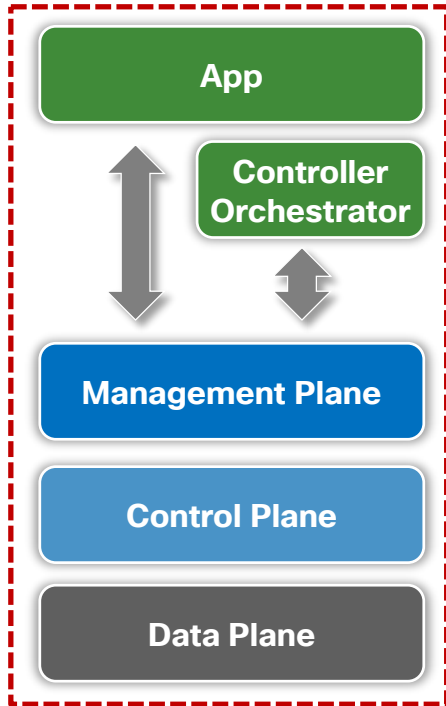 App
Controller
Orchestrator
Management Plane
Control Plane
Data Plane